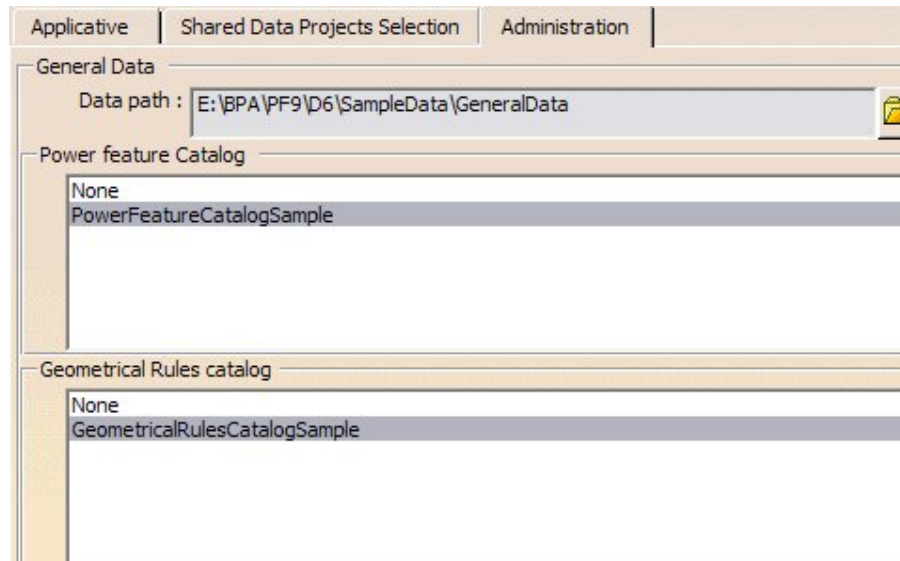 Applicative Shared Data Projects Selection Administration
General Data
Data path : E:\BPA\PF9\D6\SampleData\GeneralData
Power feature Catalog
None
PowerFeatureCatalogSample
Geometrical Rules catalog
None
GeometricalRulesCatalogSample